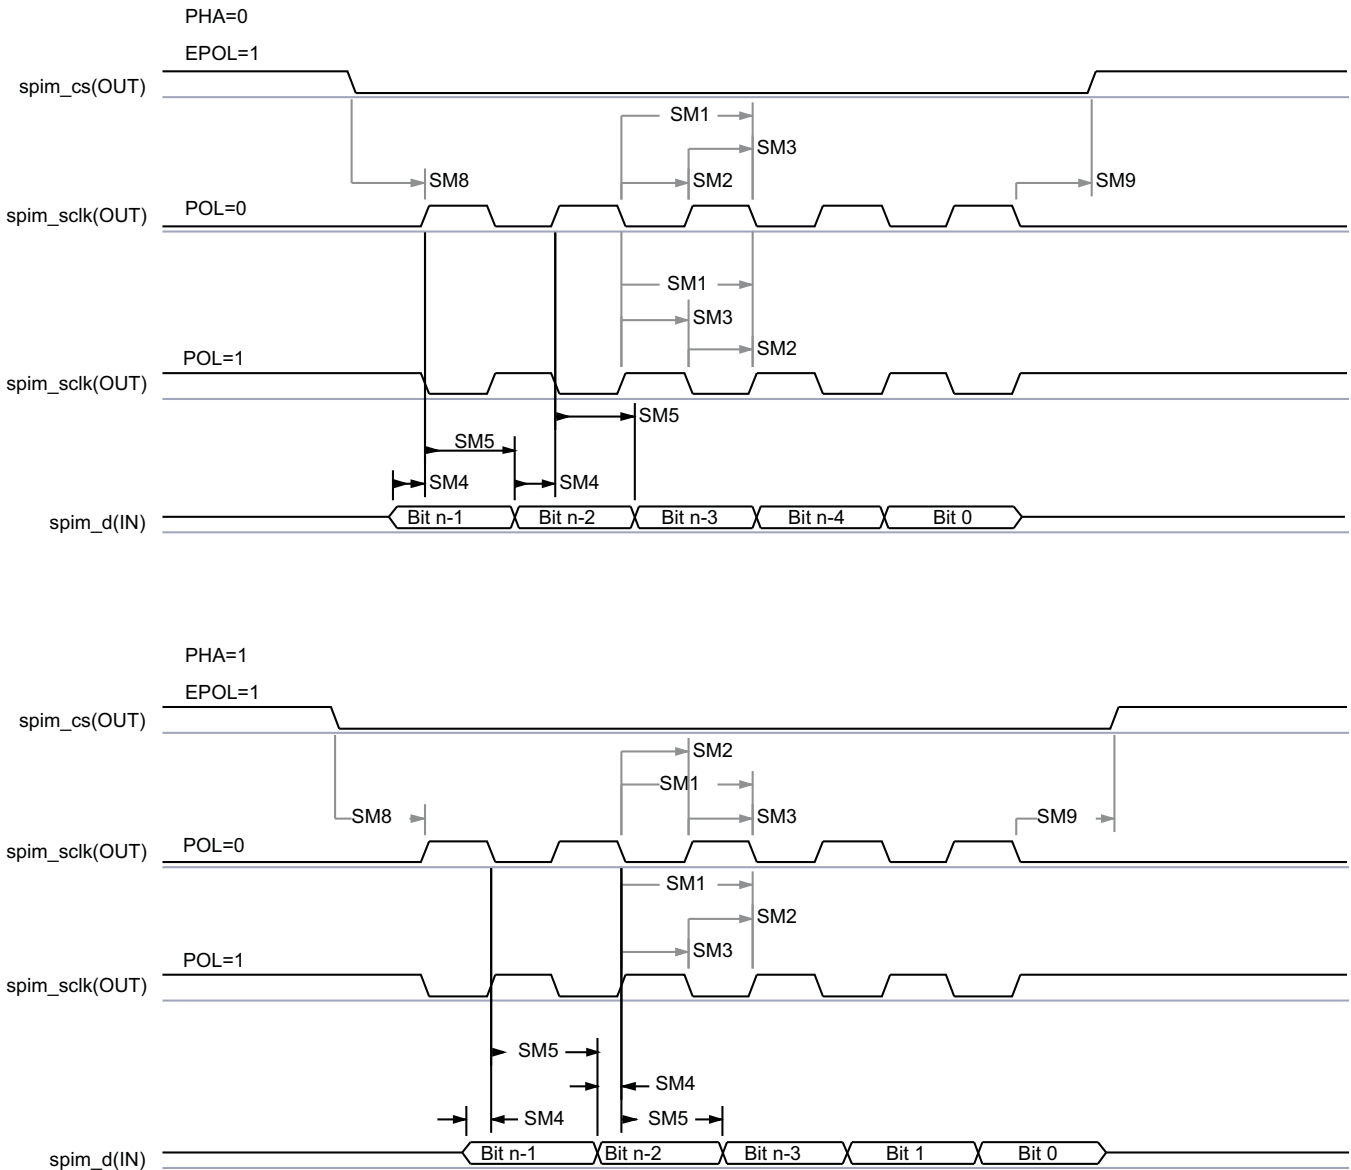 PHA=0
EPOL=1
spim_cs(OUT)
SM1
SM3
SM8 SM2 SM9
POL=0
spim_sclk(OUT)
SM1
SM3
SM2
POL=1
spim_sclk(OUT)
SM5
SM5
SM4 SM4
spim_d(IN) Bit n-1 Bit n-2 Bit n-3 Bit n-4 Bit 0
PHA=1
EPOL=1
spim_cs(OUT)
SM2
SM1
SM8 SM3 SM9
POL=0
spim_sclk(OUT)
SM1
SM2
SM3
POL=1
spim_sclk(OUT)
SM5
SM4
SM4 SM5
spim_d(IN) Bit n-1 Bit n-2 Bit n-3 Bit 1 Bit 0